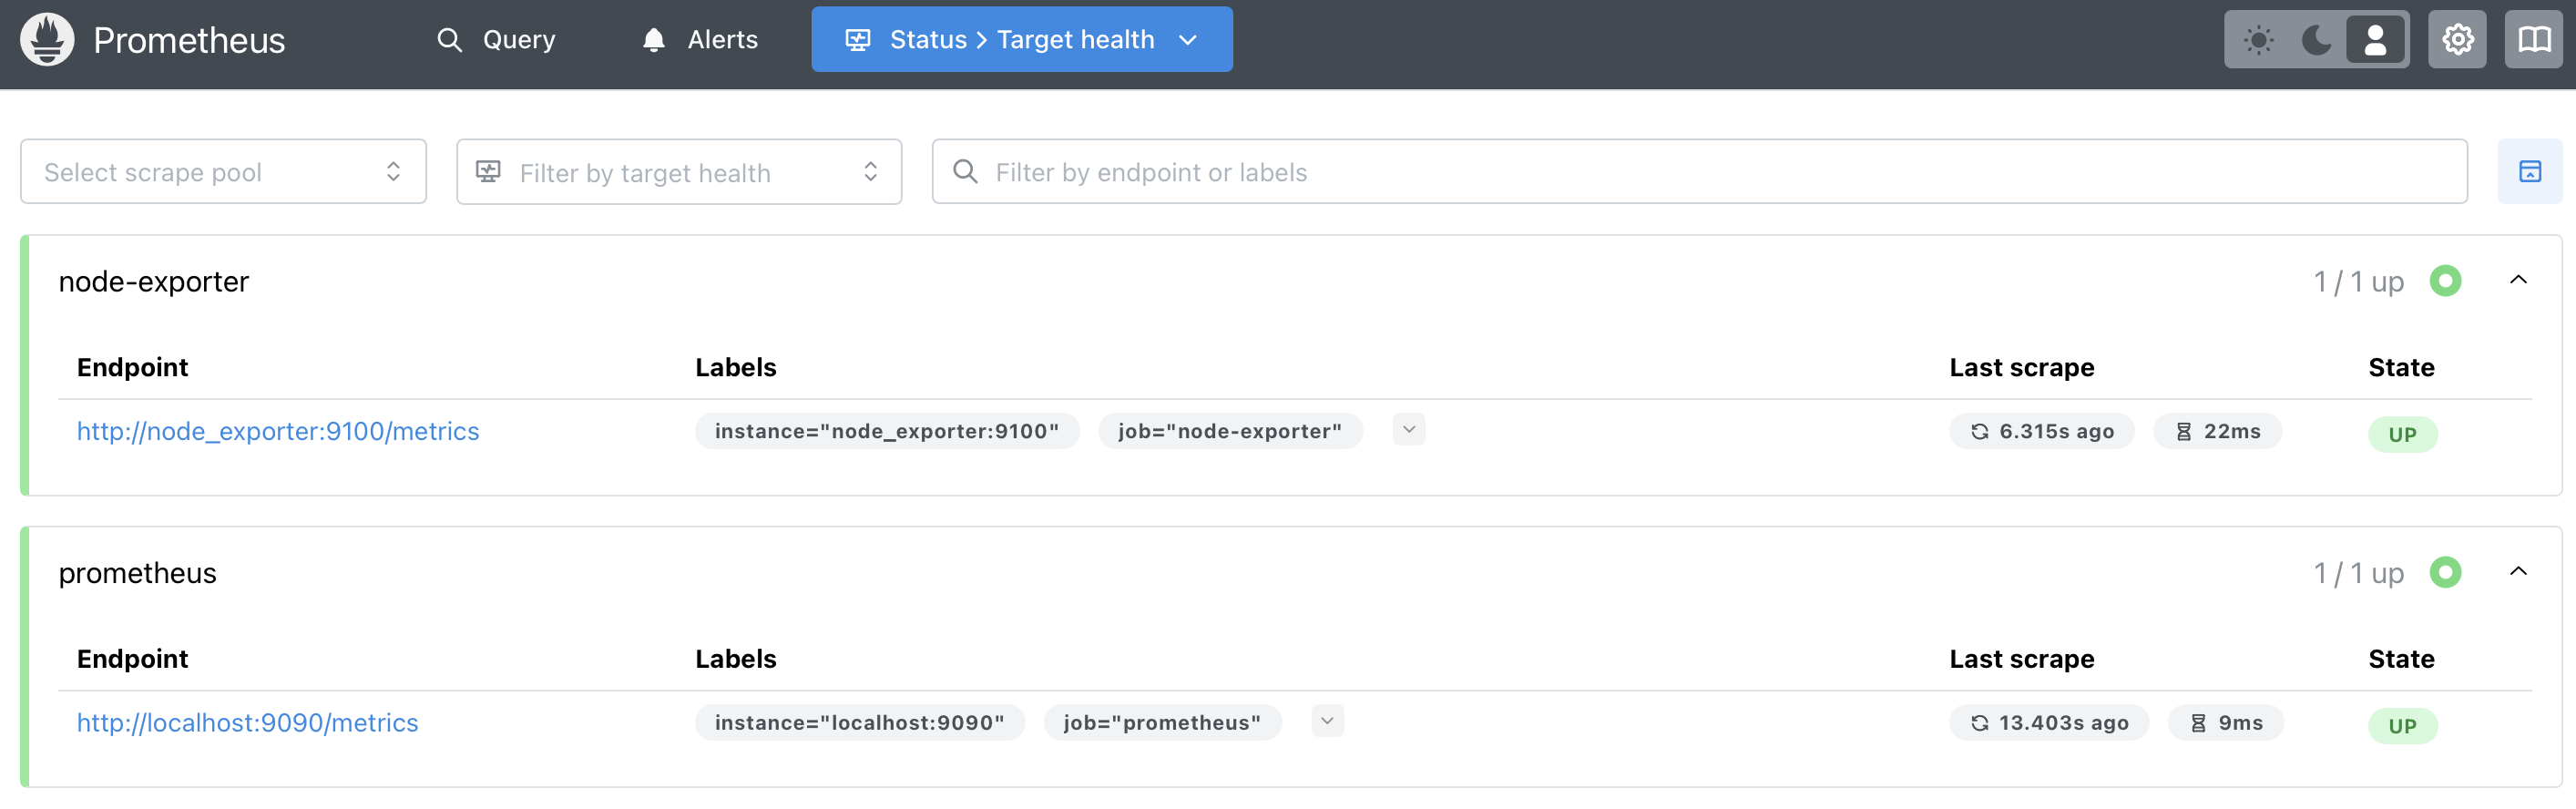 Prometheus Query Alerts Status > Target health
Select scrape pool Filter by target health Filter by endpoint or labels
node-exporter 1 / 1 up
Endpoint Labels Last scrape State
http://node_exporter:9100/metrics instance="node_exporter:9100" job="node-exporter" 6.315s ago 22ms UP
prometheus 1 / 1 up
Endpoint Labels Last scrape State
http://localhost:9090/metrics instance="localhost:9090" job="prometheus" 13.403s ago 9ms UP